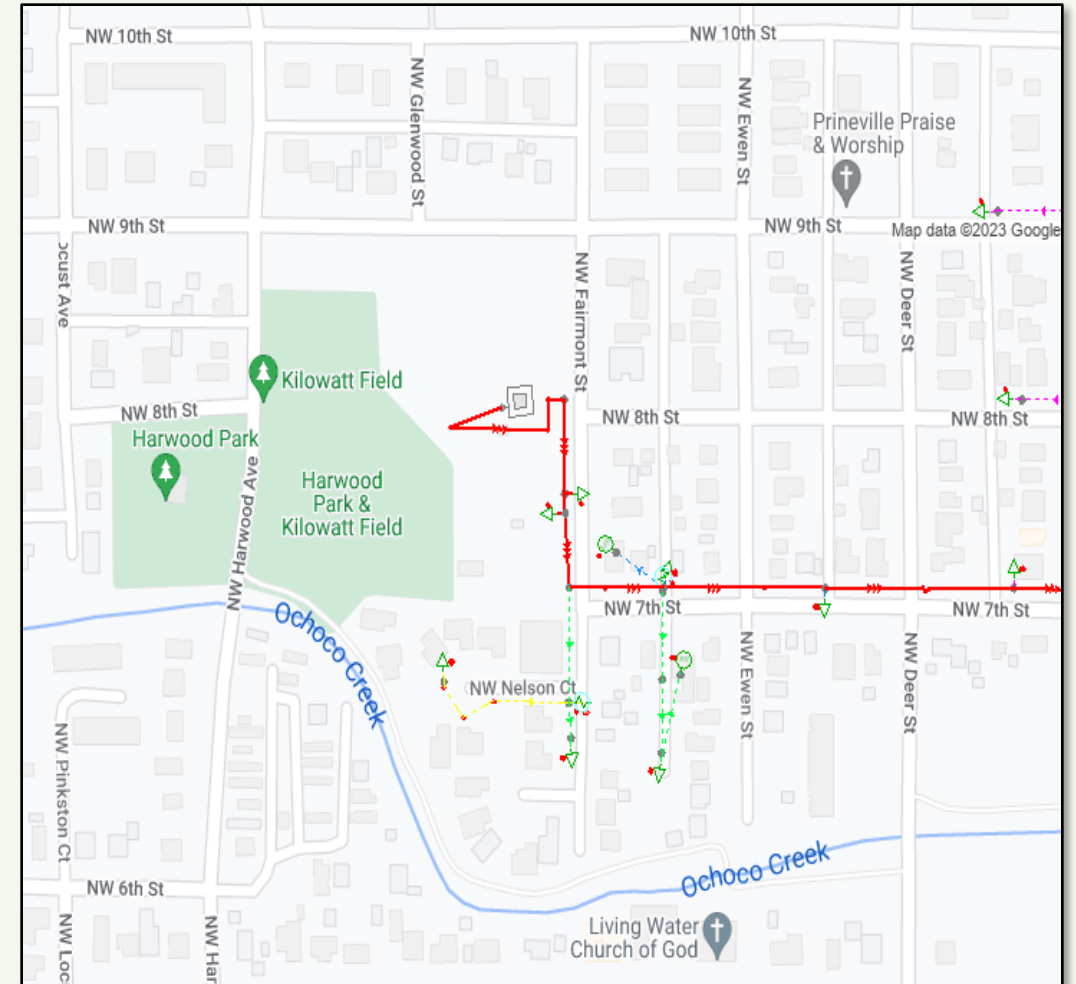 NW 10th St
NW 10th St
NW Glenwood St
NW Ewen St
Prineville Praise
& Worship
NW 9th St
NW 9th St
Map data ©2023 Google
ocust Ave
NW Fairmont St
NW Deer St
Kilowatt Field
NW 8th St
NW 8th St
NW 8th St
Harwood Park
Harwood
Park &
Kilowatt Field
NW Harwood Ave
NW 7th St
NW 7th St
Ochoco Creek
NW Nelson Ct
NW Ewen St
NW Deer St
NW Pinkston Ct
Ochoco Creek
NW 6th St
NW Loc
NW Har
Living Water
Church of God